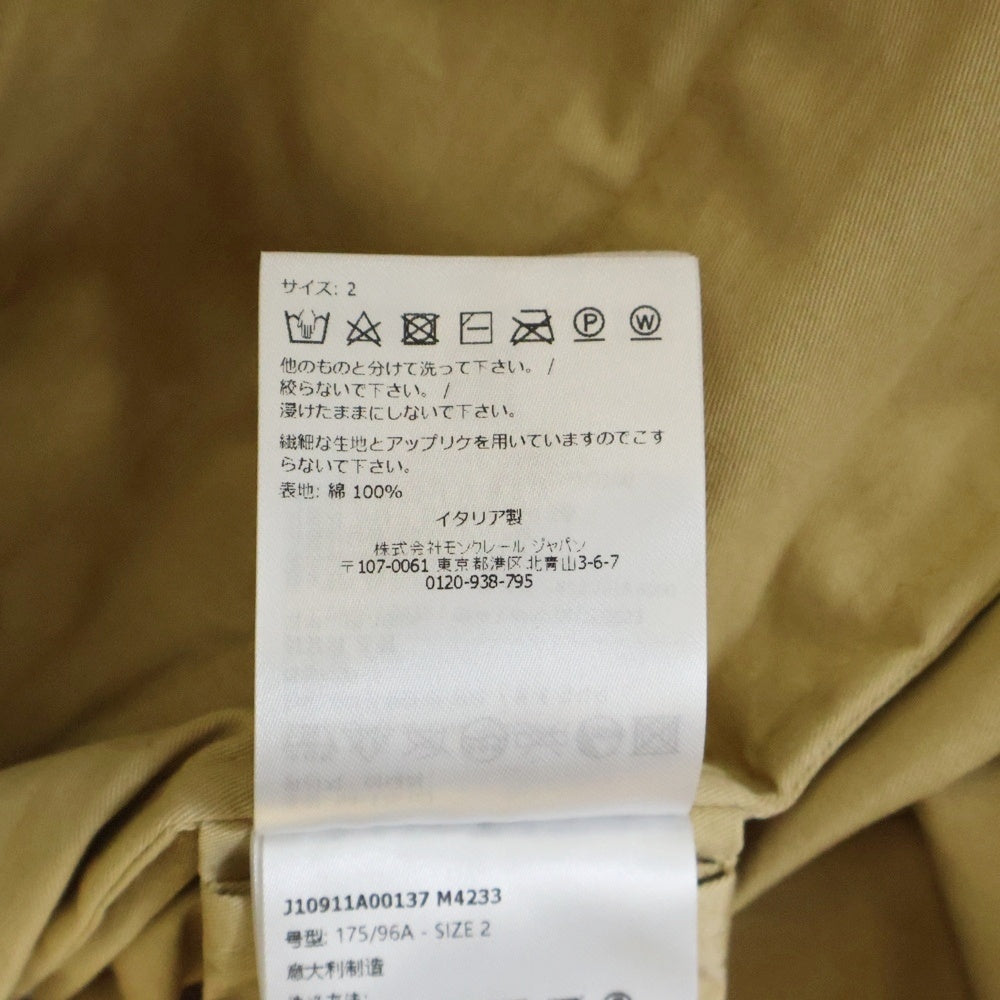 サイズ: 2
P W
他のものと分けて洗って下さい。 /
絞らないで下さい。 /
浸けたままにしないで下さい。
繊細な生地とアップリケを用いていますのでこす
らないで下さい。
表地: 綿 100%
イタリア製
株式会社モンクレール ジャパン
〒107-0061 東京都港区北青山3-6-7
0120-938-795
J10911A00137 M4233
号型: 175/96A - SIZE 2
意大利制造